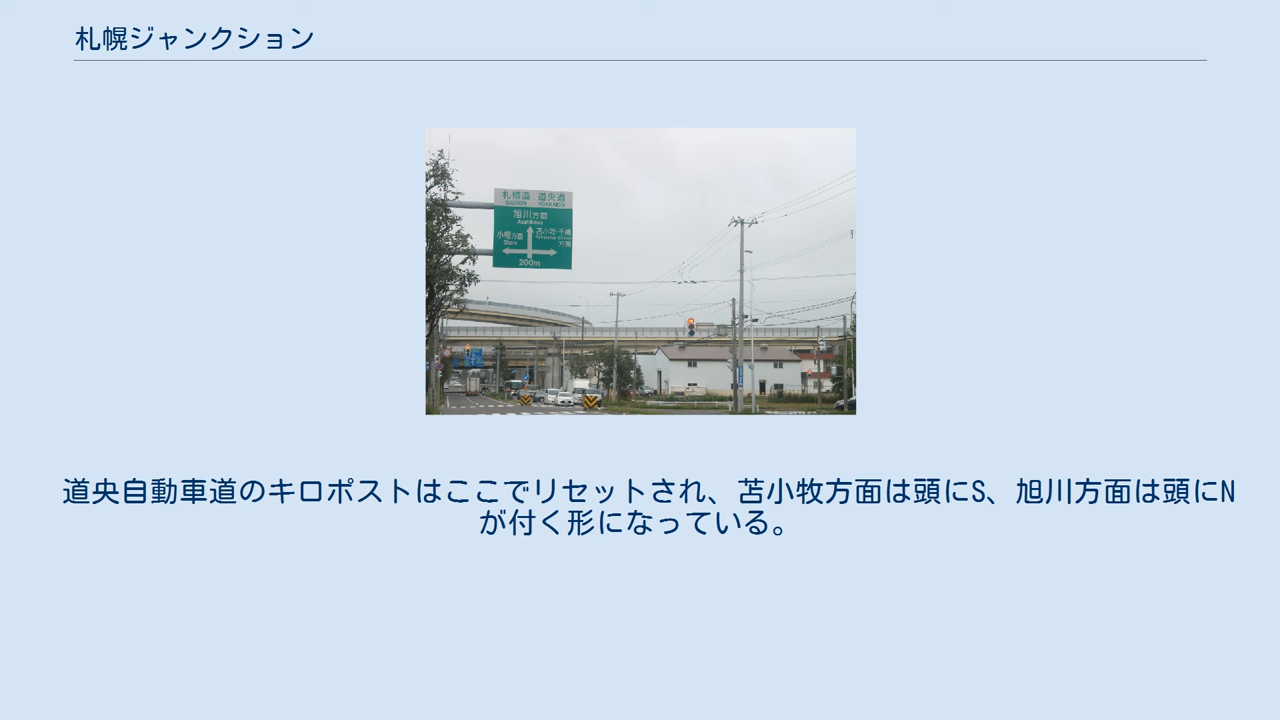 札幌ジャンクション
札樽道 道央道
SASSON HOKKAIDO
旭川方面
Asahikawa
小樽方面 苫小牧・千歳
Otaru
方面
200m
道央自動車道のキロポストはここでリセットされ、苫小牧方面は頭にS、旭川方面は頭にN
が付く形になっている。